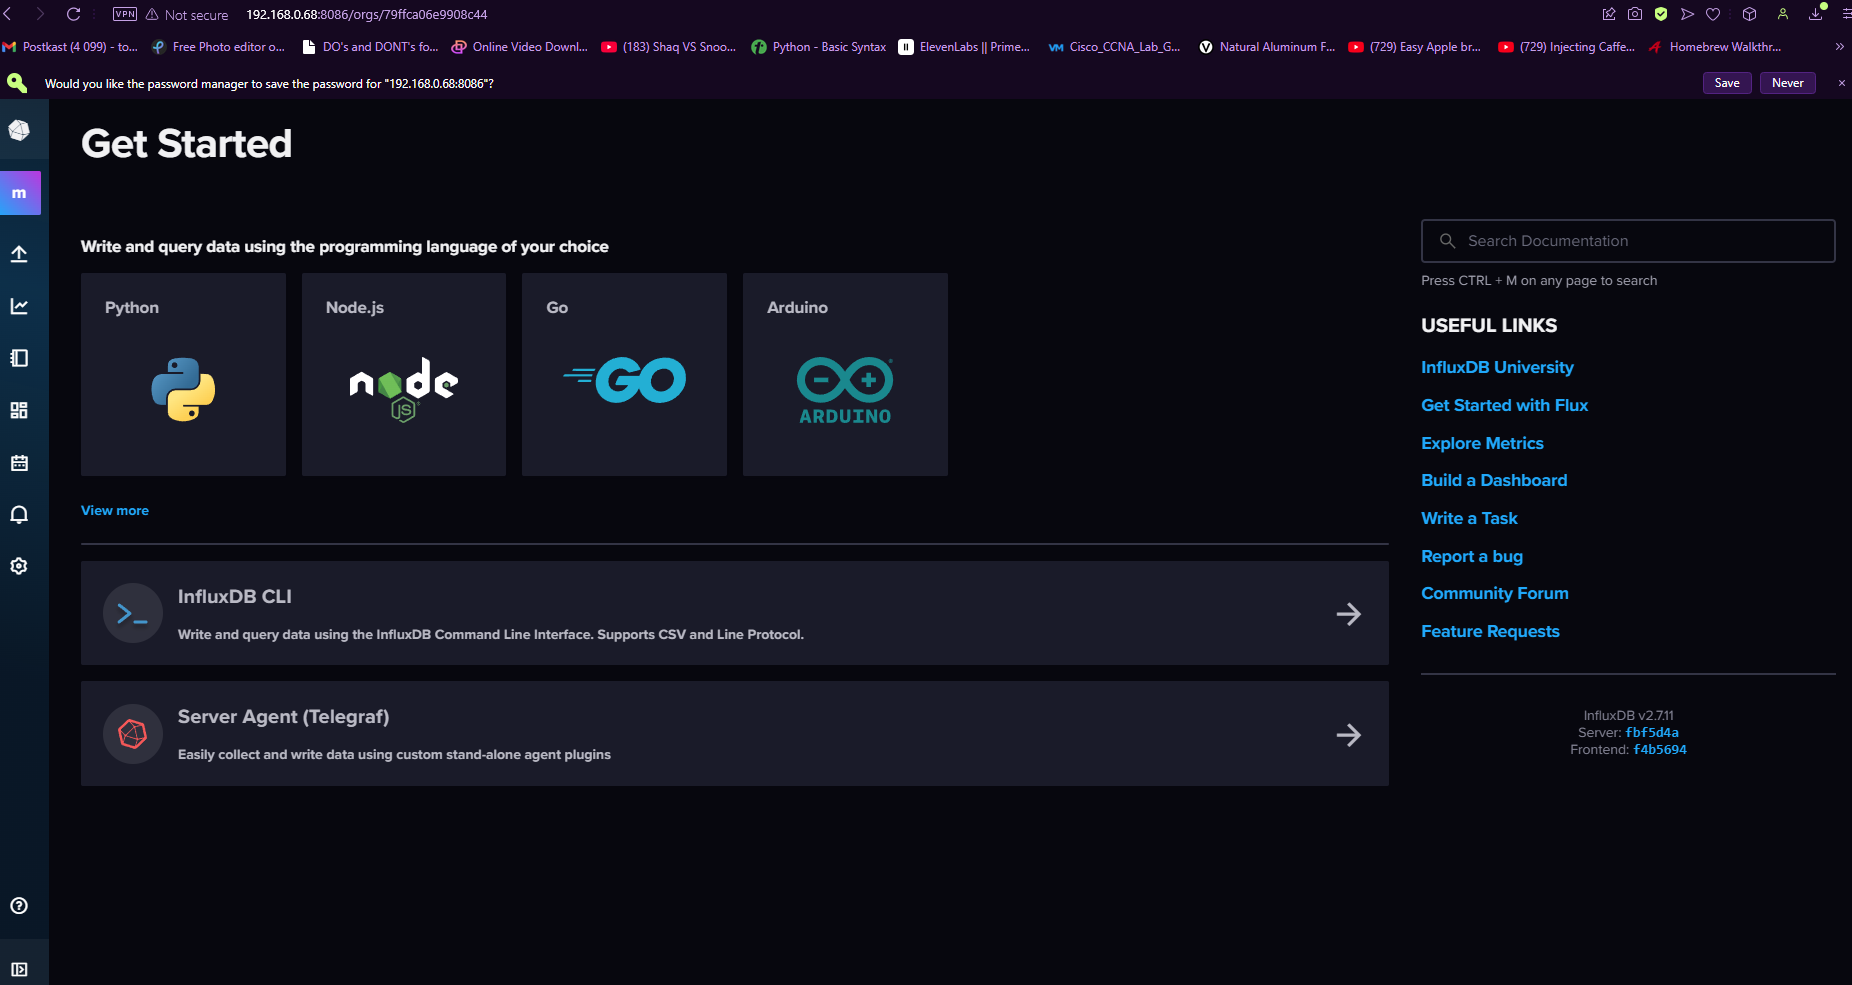 VPN Not secure 192.168.0.68:8086/orgs/79ffca06e9908c44
Postkast (4 099) - to... Free Photo editor o... DO's and DONT's fo... Online Video Downl... (183) Shaq VS Snoo... Python - Basic Syntax ElevenLabs || Prime... VM Cisco_CCNA_Lab_G... Natural Aluminum F... (729) Easy Apple br... (729) Injecting Caffe... Homebrew Walkthr... »
Would you like the password manager to save the password for "192.168.0.68:8086"? Save Never ×
Get Started
m
Write and query data using the programming language of your choice
Python
Node.js
Go
Arduino
node
JS
GO
ARDUINO
View more
InfluxDB CLI
Write and query data using the InfluxDB Command Line Interface. Supports CSV and Line Protocol.
Server Agent (Telegraf)
Easily collect and write data using custom stand-alone agent plugins
Search Documentation
Press CTRL + M on any page to search
USEFUL LINKS
InfluxDB University
Get Started with Flux
Explore Metrics
Build a Dashboard
Write a Task
Report a bug
Community Forum
Feature Requests
InfluxDB v2.7.11
Server: fbf5d4a
Frontend: f4b5694